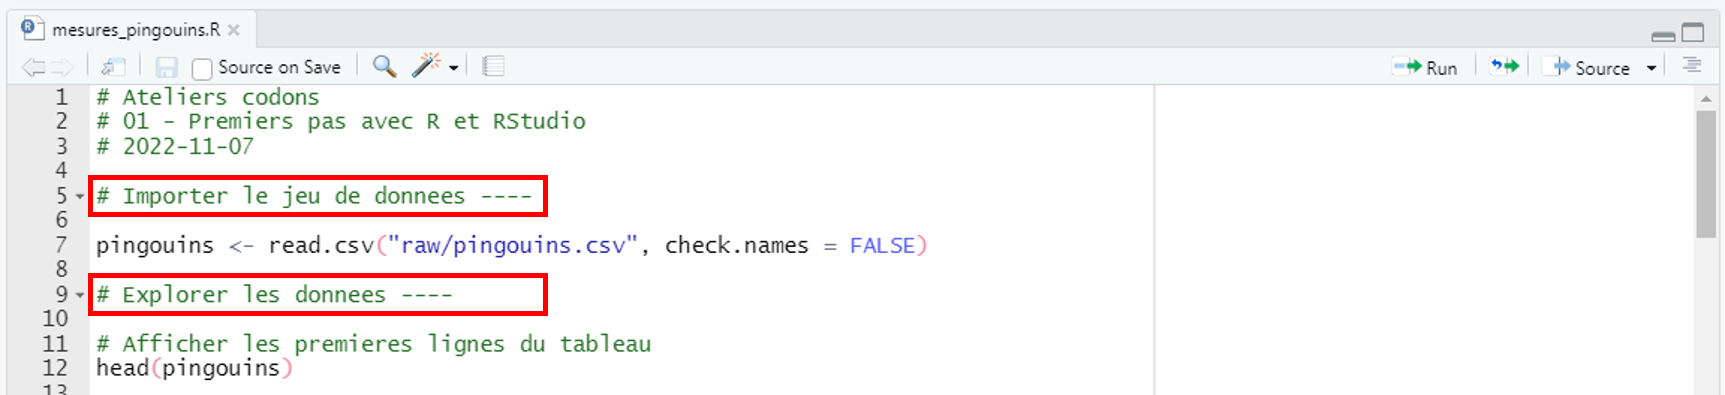 mesures_pingouins.R
Source on Save Run Source
1 # Ateliers codons
2 # 01 - Premiers pas avec R et RStudio
3 # 2022-11-07
4
5 # Importer le jeu de donnees ----
6
7 pingouins <- read.csv("raw/pingouins.csv", check.names = FALSE)
8
9 # Explorer les donnees ----
10
11 # Afficher les premieres lignes du tableau
12 head(pingouins)
13